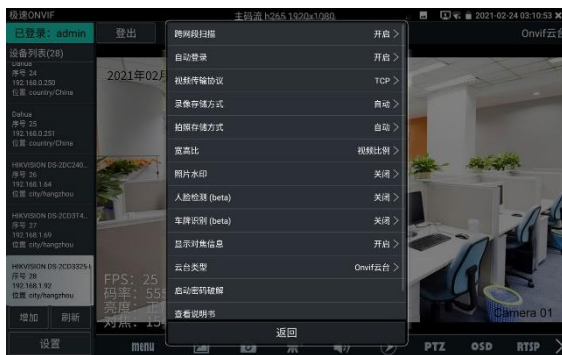 极速ONVIF
主码流 h265 1920x1080
2021-02-24 03:10:53
已登录: admin
登出
Onvif云台
设备列表(28)
Dahua
序号 24
192.168.0.250
位置 country/China
Dahua
序号 25
192.168.0.251
位置 country/China
HIKVISION DS-2DC240..
序号 26
192.168.1.64
位置 city/hangzhou
HIKVISION DS-2CD3T4..
序号 27
192.168.1.69
位置 city/hangzhou
HIKVISION DS-2CD3325-I
序号 28
192.168.1.92
位置 city/hangzhou
增加
刷新
设置
2021年02月
跨网段扫描
开启 >
自动登录
开启 >
视频传输协议
TCP >
录像存储方式
自动 >
拍照存储方式
自动 >
宽高比
视频比例 >
照片水印
关闭 >
人脸检测 (beta)
关闭 >
车牌识别 (beta)
关闭 >
显示对焦信息
开启 >
云台类型
Onvif云台 >
启动密码破解
查看说明书
返回
FPS: 25
码率: 555
亮度: 正
对焦: 13
Camera 01
menu
PTZ
OSD
RTSP